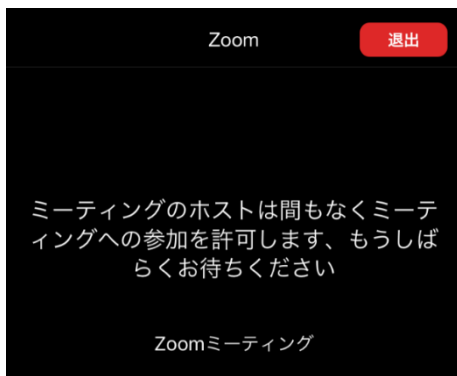 Zoom
退出
ミーティングのホストは間もなくミーテ
ィングへの参加を許可します、もうしば
らくお待ちください
Zoomミーティング